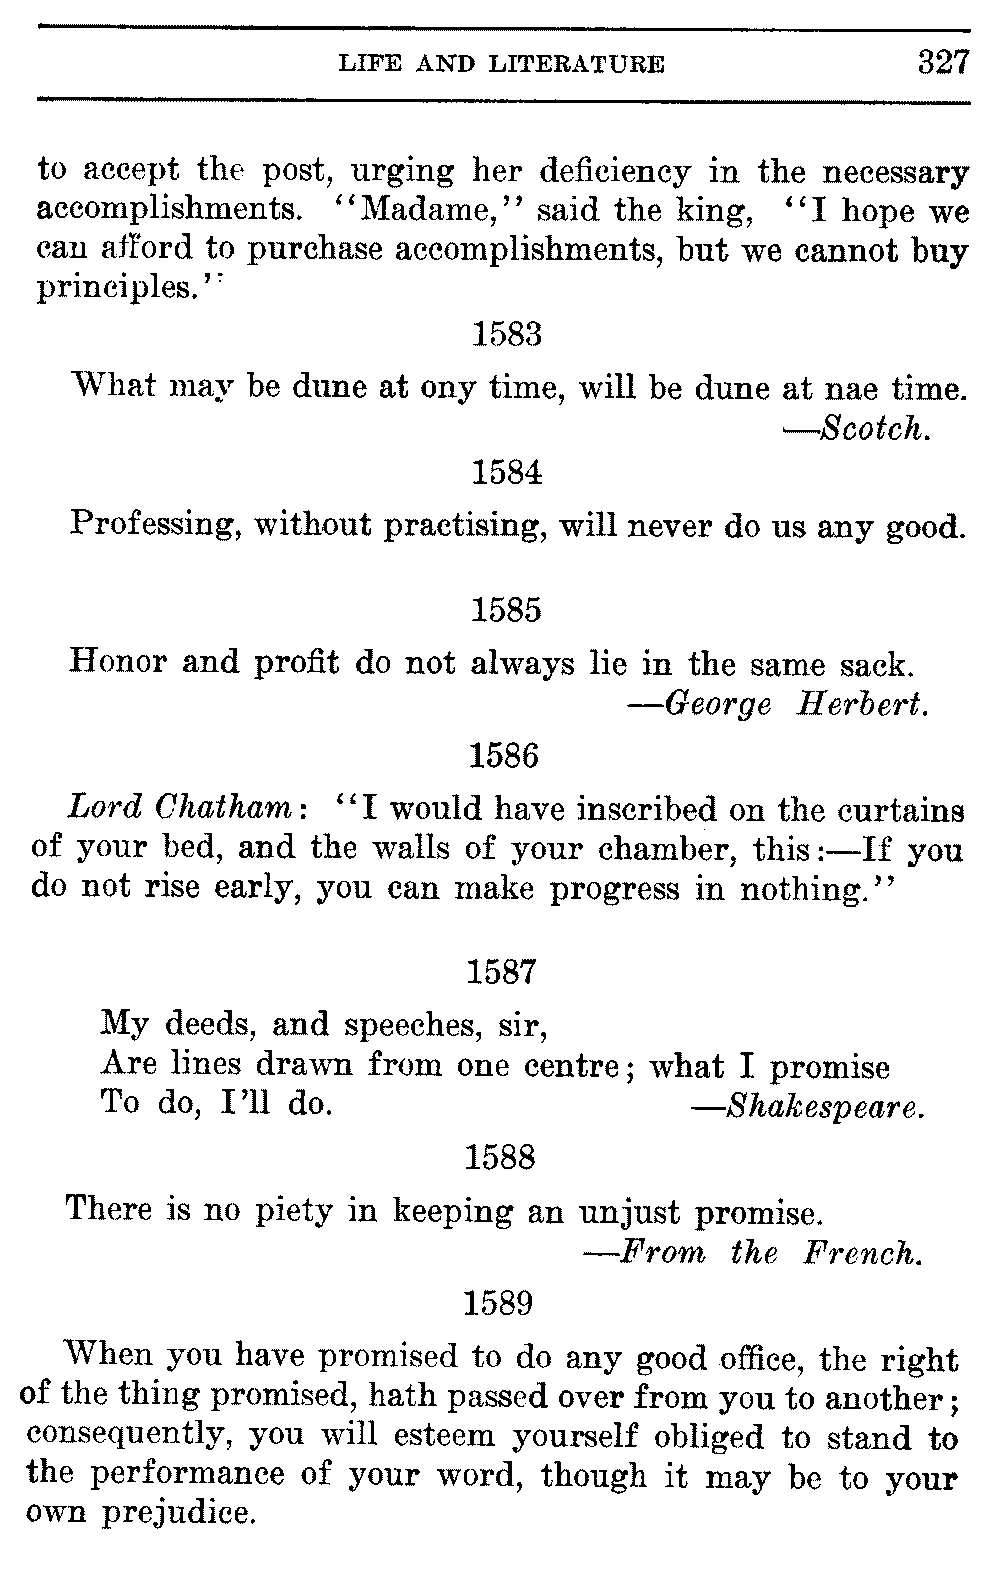 LIFE AND LITERATURE 327
to accept the post, urging her deficiency in the necessary
accomplishments. "Madame," said the king, "I hope we
can afford to purchase accomplishments, but we cannot buy
principles."
1583
What may be dune at ony time, will be dune at nae time.
—Scotch.
1584
Professing, without practising, will never do us any good.
1585
Honor and profit do not always lie in the same sack.
—George Herbert.
1586
Lord Chatham: "I would have inscribed on the curtains
of your bed, and the walls of your chamber, this:—If you
do not rise early, you can make progress in nothing."
1587
My deeds, and speeches, sir,
Are lines drawn from one centre; what I promise
To do, I'll do. —Shakespeare.
1588
There is no piety in keeping an unjust promise.
—From the French.
1589
When you have promised to do any good office, the right
of the thing promised, hath passed over from you to another;
consequently, you will esteem yourself obliged to stand to
the performance of your word, though it may be to your
own prejudice.